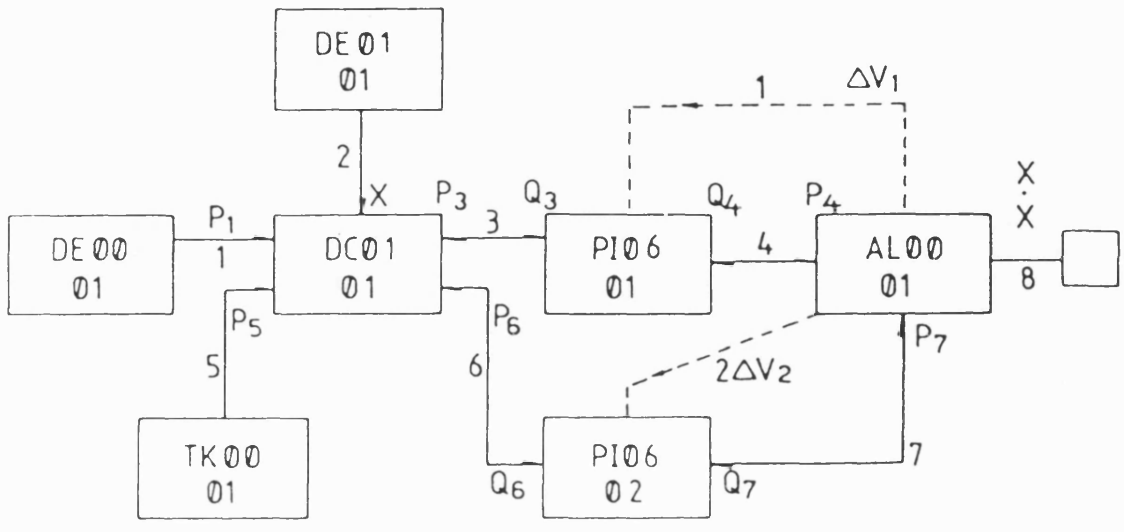 DE01
01
1
ΔV1
2
X
P3
Q3
3
Q4
P4
X
.
X
P1
1
DE00
01
DC01
01
PI06
01
4
AL00
01
8
P5
P6
P7
5
6
2ΔV2
TK00
01
Q6
PI06
02
Q7
7